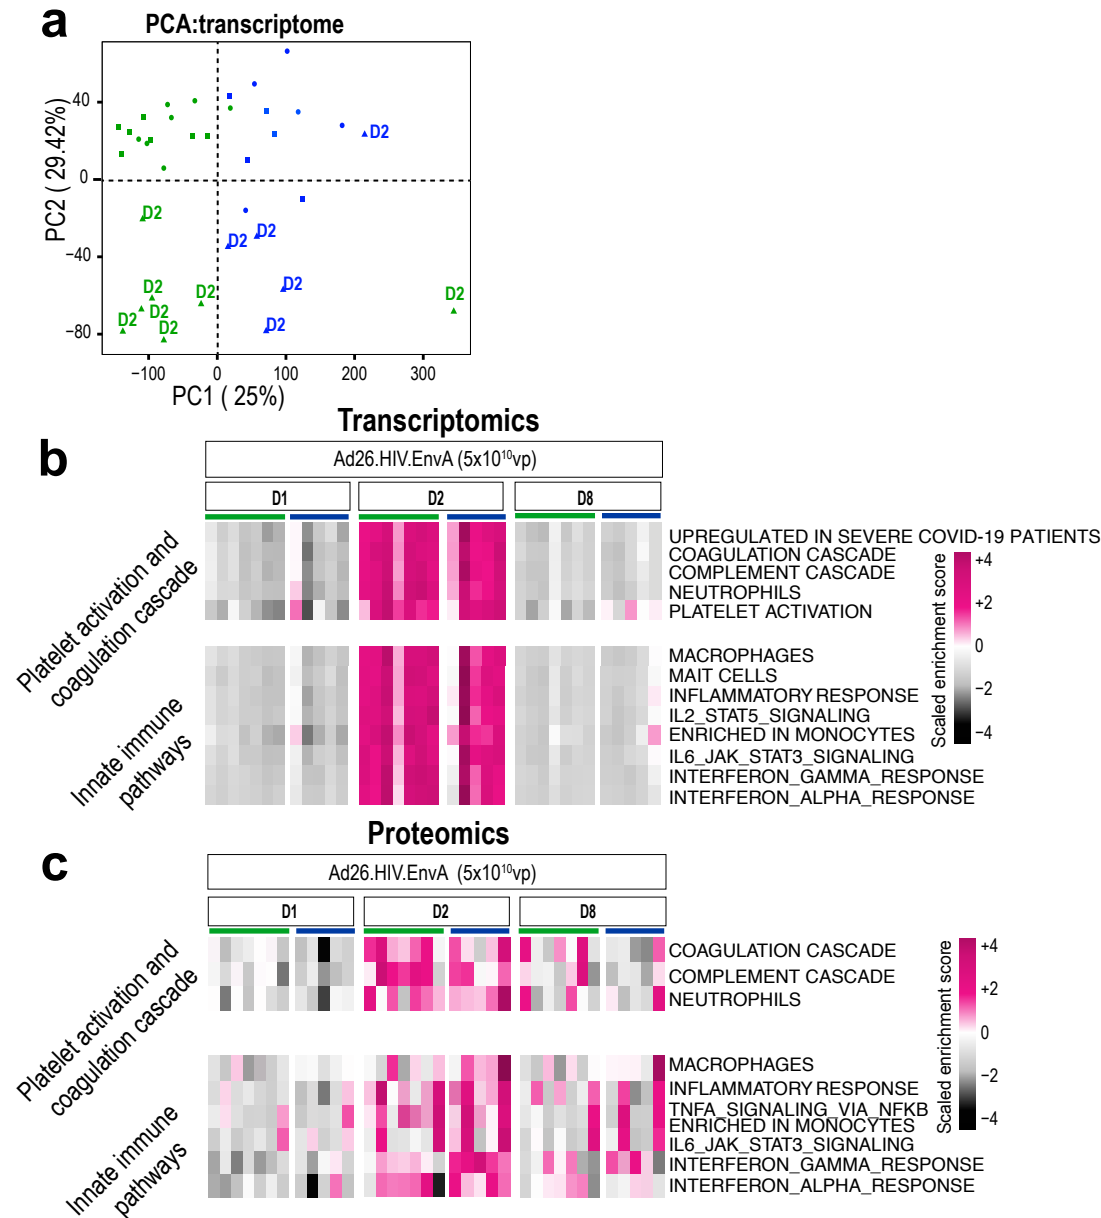 a
PCA:transcriptome
PC2 ( 29.42%)
40
0
−40
−80
D2
D2
D2
D2
D2
D2
D2
D2
D2
D2
D2
D2
−100
0
100
200
300
PC1 ( 25%)
b
Transcriptomics
Ad26.HIV.EnvA (5x10¹⁰vp)
D1
D2
D8
Platelet activation and
coagulation cascade
UPREGULATED IN SEVERE COVID-19 PATIENTS
COAGULATION CASCADE
COMPLEMENT CASCADE
NEUTROPHILS
PLATELET ACTIVATION
Innate immune
pathways
MACROPHAGES
MAIT CELLS
INFLAMMATORY RESPONSE
IL2_STAT5_SIGNALING
ENRICHED IN MONOCYTES
IL6_JAK_STAT3_SIGNALING
INTERFERON_GAMMA_RESPONSE
INTERFERON_ALPHA_RESPONSE
Scaled enrichment score
+4
+2
0
−2
−4
c
Proteomics
Ad26.HIV.EnvA (5x10¹⁰vp)
D1
D2
D8
Platelet activation and
coagulation cascade
COAGULATION CASCADE
COMPLEMENT CASCADE
NEUTROPHILS
Innate immune
pathways
MACROPHAGES
INFLAMMATORY RESPONSE
TNFA_SIGNALING_VIA_NFKB
ENRICHED IN MONOCYTES
IL6_JAK_STAT3_SIGNALING
INTERFERON_GAMMA_RESPONSE
INTERFERON_ALPHA_RESPONSE
Scaled enrichment score
+4
+2
0
−2
−4